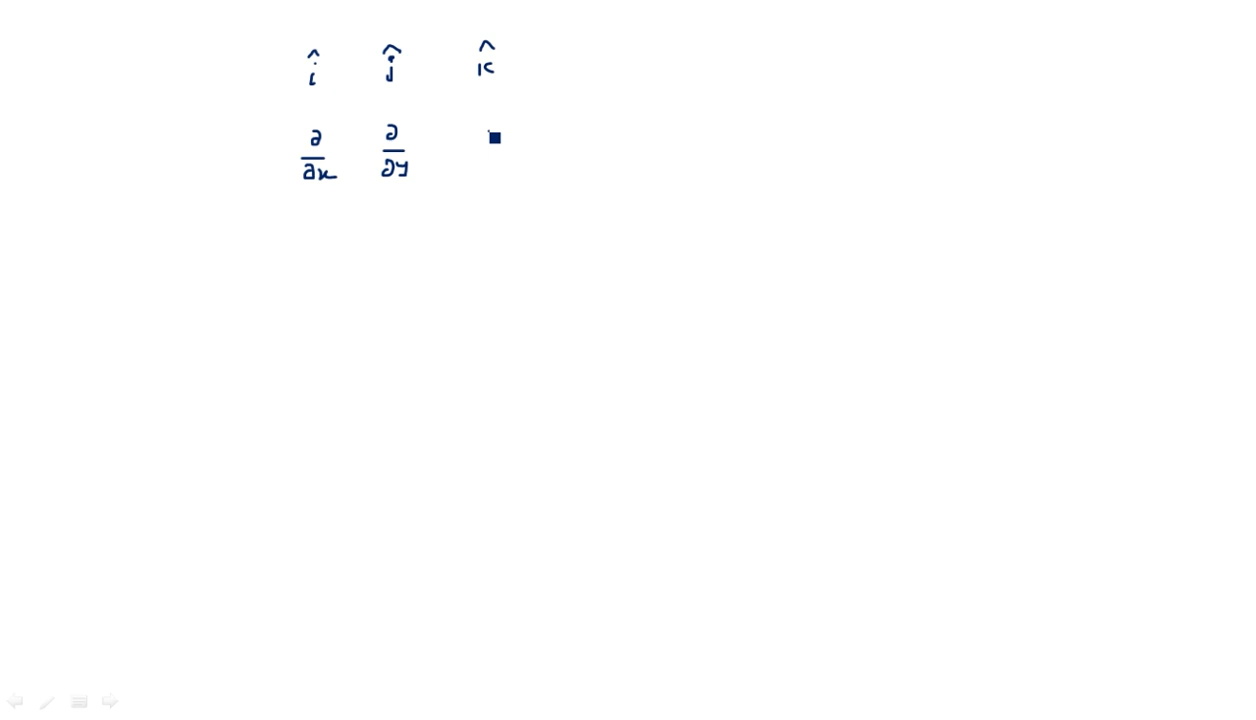 î ĵ k̂
∂/∂x ∂/∂y